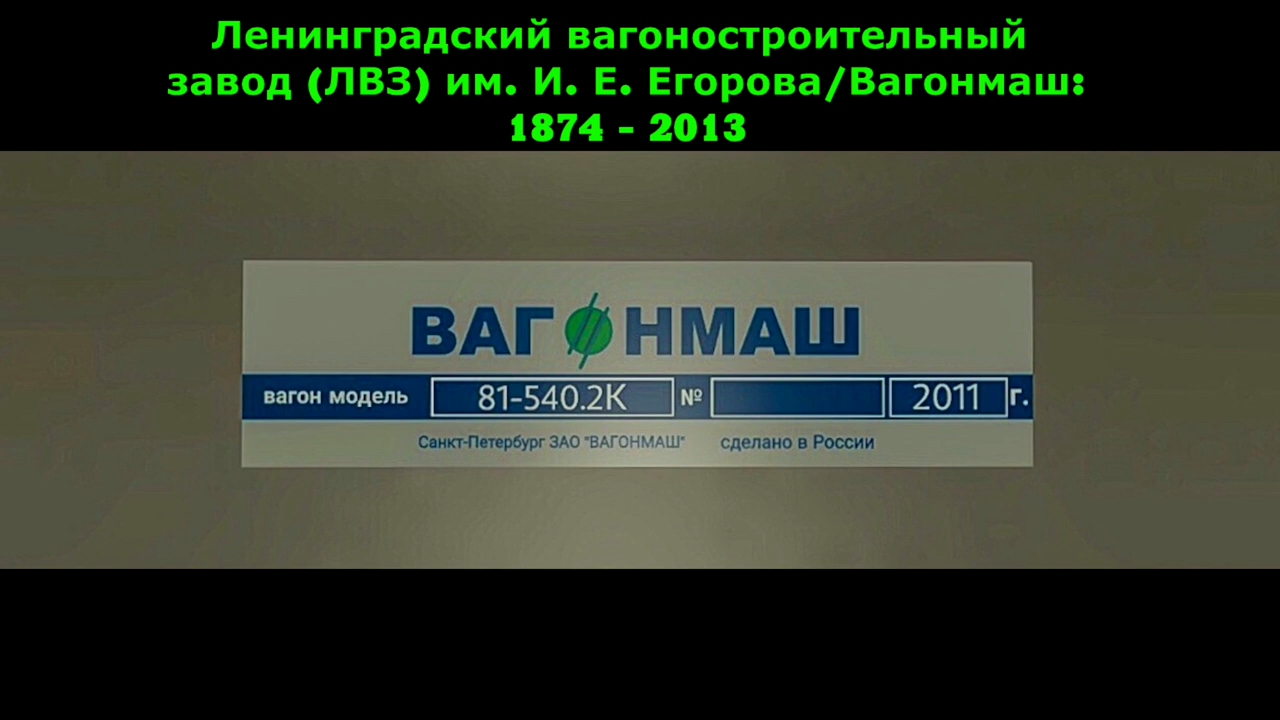 Ленинградский вагоностроительный
завод (ЛВЗ) им. И. Е. Егорова/Вагонмаш:
1874 - 2013
ВАГОНМАШ
вагон модель 81-540.2К № 2011 г.
Санкт-Петербург ЗАО "ВАГОНМАШ" сделано в России